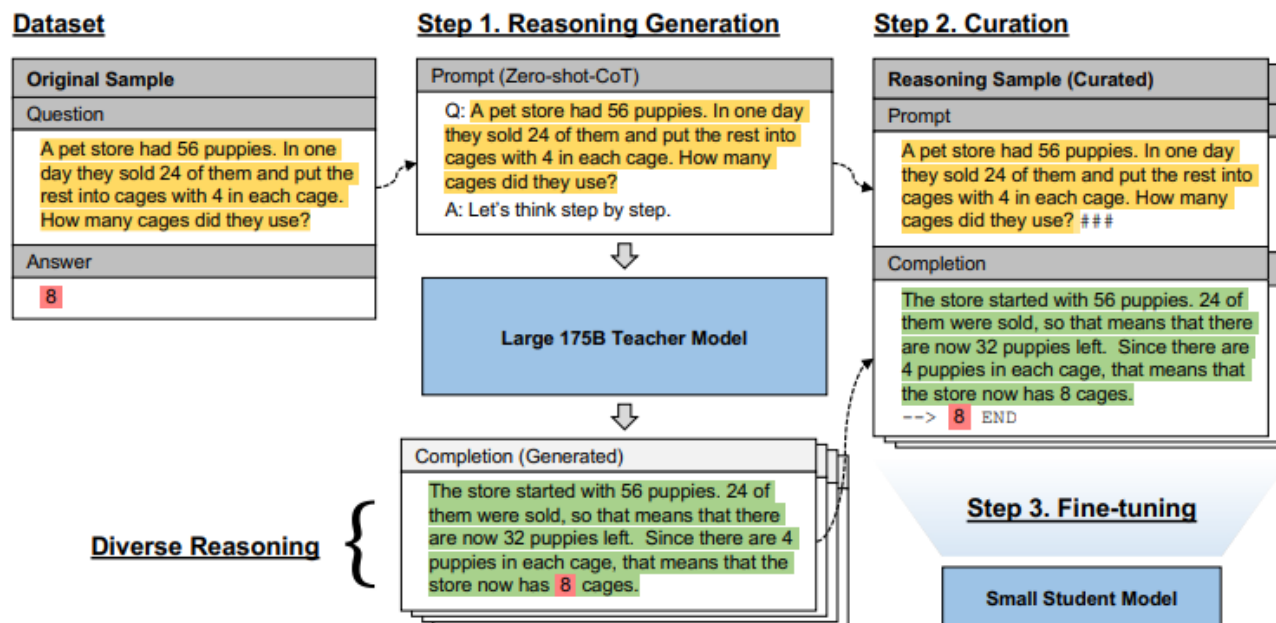 Dataset
Original Sample
Question
A pet store had 56 puppies. In one
day they sold 24 of them and put the
rest into cages with 4 in each cage.
How many cages did they use?
Answer
8
Step 1. Reasoning Generation
Prompt (Zero-shot-CoT)
Q: A pet store had 56 puppies. In one day
they sold 24 of them and put the rest into
cages with 4 in each cage. How many
cages did they use?
A: Let's think step by step.
Large 175B Teacher Model
Completion (Generated)
Diverse Reasoning {
The store started with 56 puppies. 24 of
them were sold, so that means that there
are now 32 puppies left.  Since there are 4
puppies in each cage, that means that the
store now has 8 cages.
Step 2. Curation
Reasoning Sample (Curated)
Prompt
A pet store had 56 puppies. In one day
they sold 24 of them and put the rest into
cages with 4 in each cage. How many
cages did they use? ###
Completion
The store started with 56 puppies. 24 of
them were sold, so that means that there
are now 32 puppies left.  Since there are
4 puppies in each cage, that means that
the store now has 8 cages.
--> 8 END
Step 3. Fine-tuning
Small Student Model